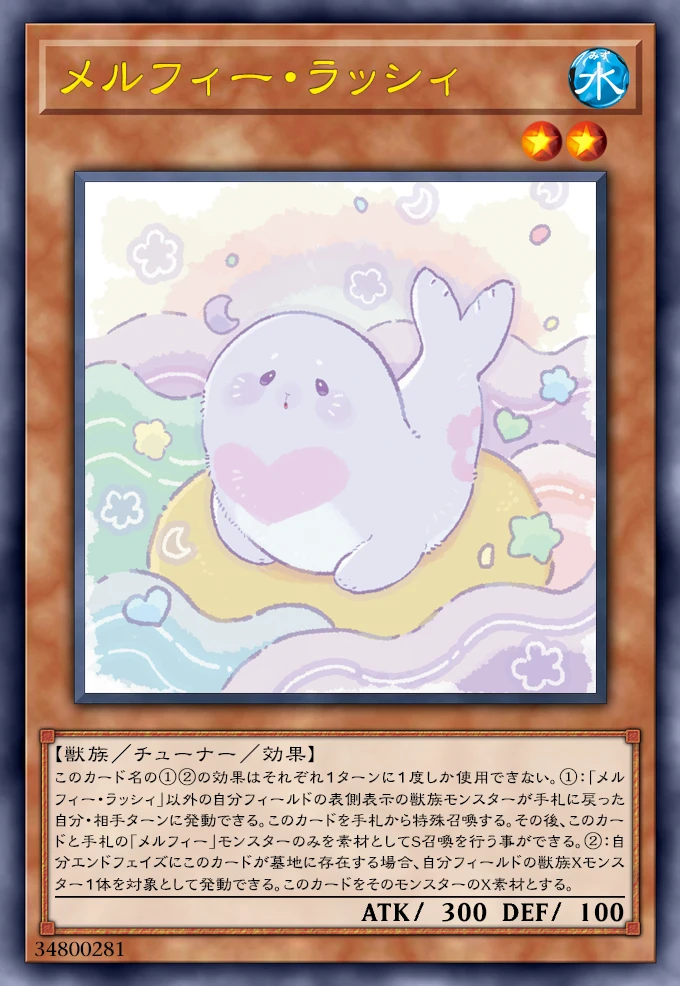 メルフィー・ラッシィ
みず
水
【獣族／チューナー／効果】
このカード名の①②の効果はそれぞれ1ターンに1度しか使用できない。①：「メル
フィー・ラッシィ」以外の自分フィールドの表側表示の獣族モンスターが手札に戻った
自分・相手ターンに発動できる。このカードを手札から特殊召喚する。その後、このカー
ドと手札の「メルフィー」モンスターのみを素材としてS召喚を行う事ができる。②：自
分エンドフェイズにこのカードが墓地に存在する場合、自分フィールドの獣族Xモンス
ター1体を対象として発動できる。このカードをそのモンスターのX素材とする。
ATK/ 300 DEF/ 100
34800281